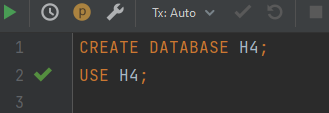 p Tx: Auto
1 CREATE DATABASE H4;
2 USE H4;
3